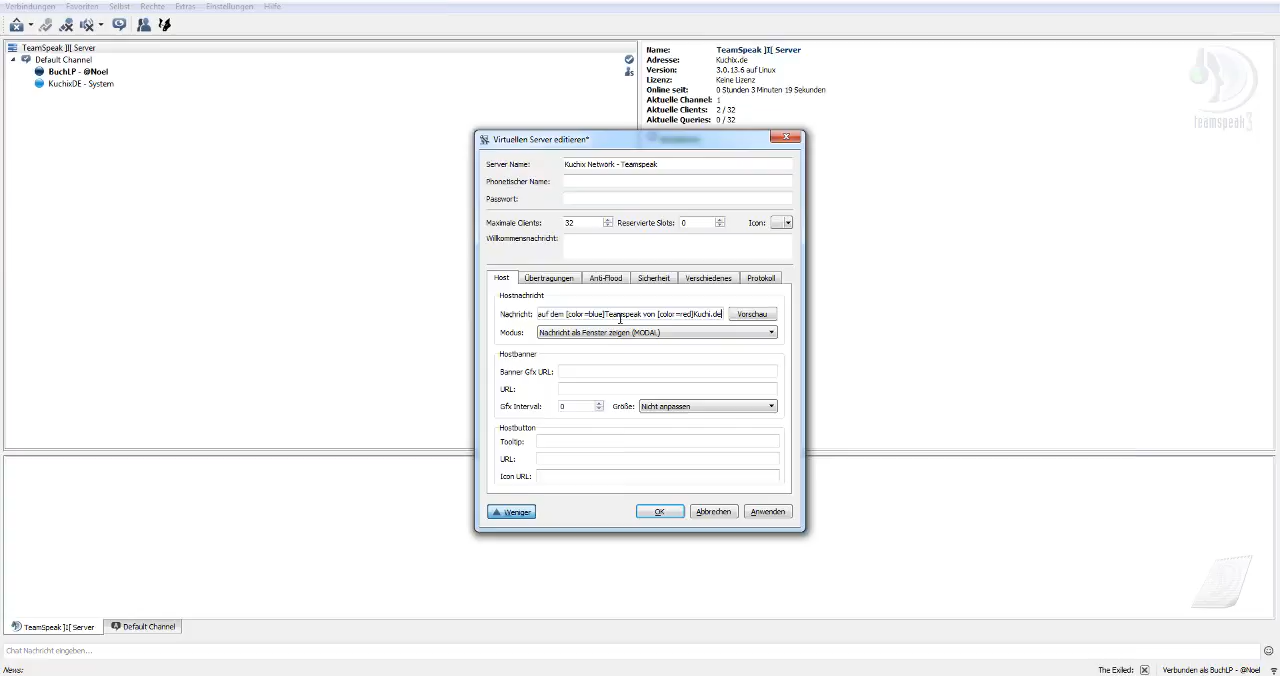 Verbindungen Favoriten Selbst Rechte Extras Einstellungen Hilfe
TeamSpeak ]I[ Server
Default Channel
BuchLP - @Noel
KuchixDE - System
Name: TeamSpeak ]I[ Server
Adresse: Kuchix.de
Version: 3.0.13.6 auf Linux
Lizenz: Keine Lizenz
Online seit: 0 Stunden 3 Minuten 19 Sekunden
Aktuelle Channel: 1
Aktuelle Clients: 2 / 32
Aktuelle Queries: 0 / 32
teamspeak3
Virtuellen Server editieren*
Server Name: Kuchix Network - Teamspeak
Phonetischer Name:
Passwort:
Maximale Clients: 32 Reservierte Slots: 0 Icon:
Willkommensnachricht:
Host Übertragungen Anti-Flood Sicherheit Verschiedenes Protokoll
Hostnachricht
Nachricht: auf dem [color=blue]Teamspeak von [color=red]Kuchi.de Vorschau
Modus: Nachricht als Fenster zeigen (MODAL)
Hostbanner
Banner Gfx URL:
URL:
Gfx Interval: 0 Größe: Nicht anpassen
Hostbutton
Tooltip:
URL:
Icon URL:
Weniger OK Abbrechen Anwenden
TeamSpeak ]I[ Server Default Channel
Chat Nachricht eingeben...
News: The Exiled: Verbunden als BuchLP - @Noel